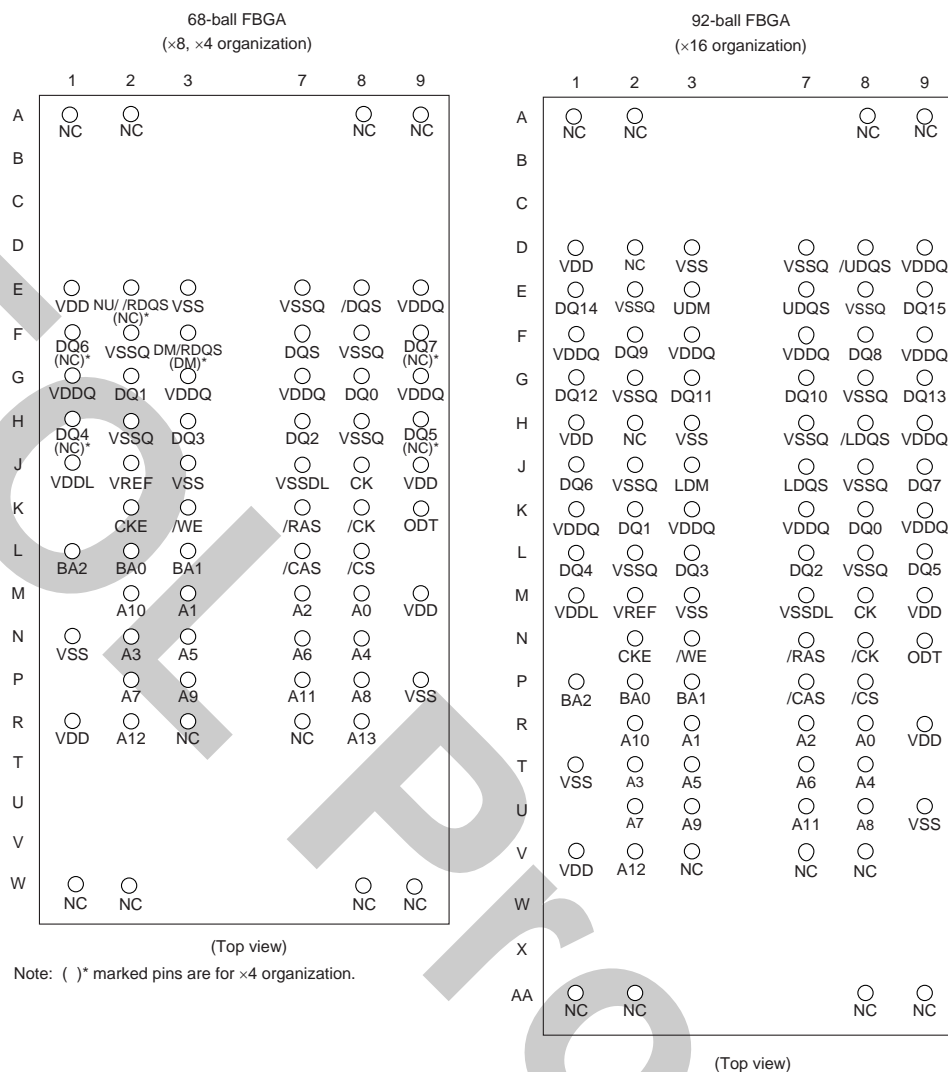 68-ball FBGA
(×8, ×4 organization)
1 2 3 7 8 9
A
NC NC NC NC
B
C
D
E
VDD NU/ /RDQS VSS VSSQ /DQS VDDQ
(NC)*
F
DQ6 VSSQ DM/RDQS DQS VSSQ DQ7
(NC)* (DM)* (NC)*
G
VDDQ DQ1 VDDQ VDDQ DQ0 VDDQ
H
DQ4 VSSQ DQ3 DQ2 VSSQ DQ5
(NC)* (NC)*
J
VDDL VREF VSS VSSDL CK VDD
K
CKE /WE /RAS /CK ODT
L
BA2 BA0 BA1 /CAS /CS
M
A10 A1 A2 A0 VDD
N
VSS A3 A5 A6 A4
P
A7 A9 A11 A8 VSS
R
VDD A12 NC NC A13
T
U
V
W
NC NC NC NC
(Top view)
Note: ( )* marked pins are for ×4 organization.
92-ball FBGA
(×16 organization)
1 2 3 7 8 9
A
NC NC NC NC
B
C
D
VDD NC VSS VSSQ /UDQS VDDQ
E
DQ14 VSSQ UDM UDQS VSSQ DQ15
F
VDDQ DQ9 VDDQ VDDQ DQ8 VDDQ
G
DQ12 VSSQ DQ11 DQ10 VSSQ DQ13
H
VDD NC VSS VSSQ /LDQS VDDQ
J
DQ6 VSSQ LDM LDQS VSSQ DQ7
K
VDDQ DQ1 VDDQ VDDQ DQ0 VDDQ
L
DQ4 VSSQ DQ3 DQ2 VSSQ DQ5
M
VDDL VREF VSS VSSDL CK VDD
N
CKE /WE /RAS /CK ODT
P
BA2 BA0 BA1 /CAS /CS
R
A10 A1 A2 A0 VDD
T
VSS A3 A5 A6 A4
U
A7 A9 A11 A8 VSS
V
VDD A12 NC NC NC
W
X
AA
NC NC NC NC
(Top view)